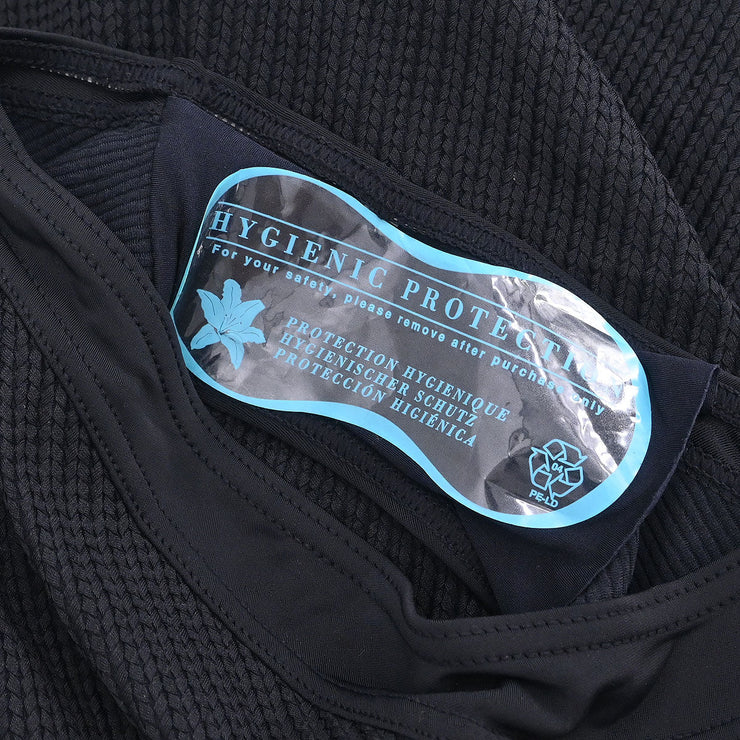 HYGIENIC PROTECTION
For your safety, please remove after purchase only
PROTECTION HYGIENIQUE
HYGIENISCHER SCHUTZ
PROTECCIÓN HIGIÉNICA
04
PE-LD